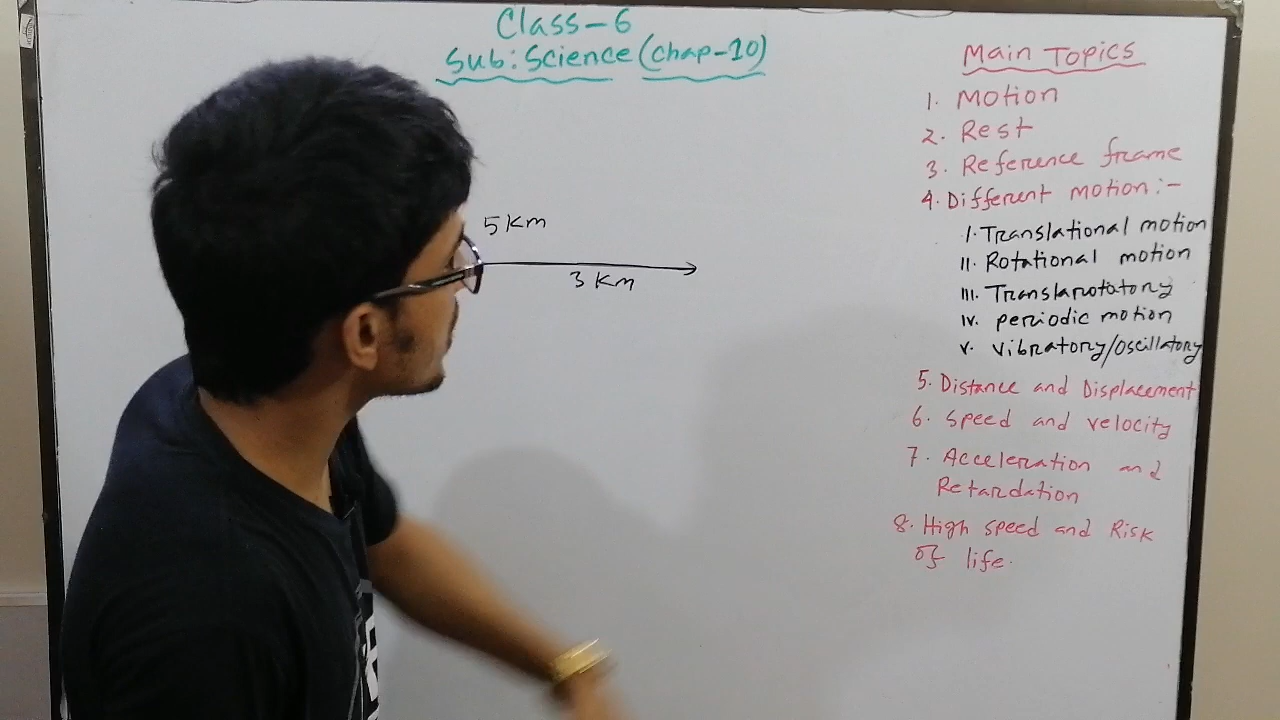 Class-6
Sub: Science (chap-10)
5 Km
3 Km
Main Topics
1. Motion
2. Rest
3. Reference frame
4. Different motion:-
I. Translational motion
II. Rotational motion
III. Translarotatory
IV. periodic motion
V. vibratory/oscillatory
5. Distance and Displacement
6. Speed and velocity
7. Acceleration and
Retardation
8. High speed and Risk
of life.